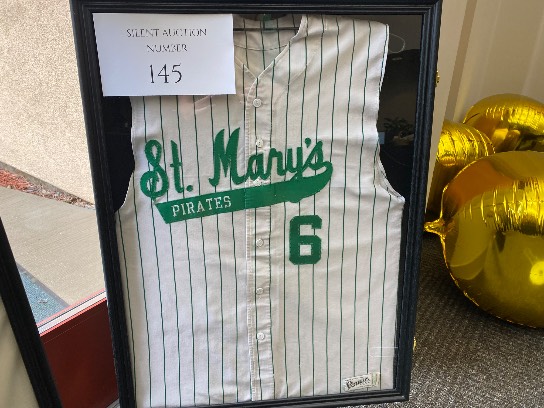 SILENT AUCTION
NUMBER
145
St. Mary's
PIRATES
6